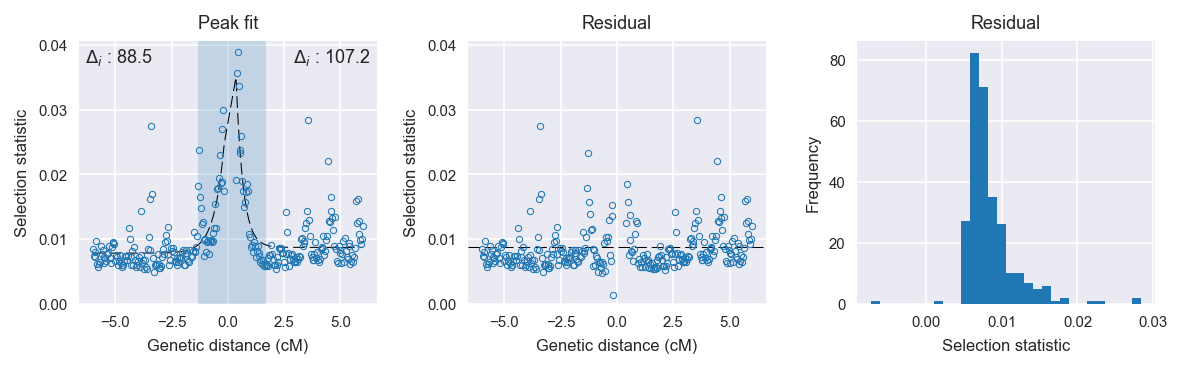 Peak fit
Δi : 88.5
Δi : 107.2
Selection statistic
0.04
0.03
0.02
0.01
0.00
−5.0
−2.5
0.0
2.5
5.0
Genetic distance (cM)
Residual
Selection statistic
0.04
0.03
0.02
0.01
0.00
−5.0
−2.5
0.0
2.5
5.0
Genetic distance (cM)
Residual
Frequency
80
60
40
20
0
0.00
0.01
0.02
0.03
Selection statistic